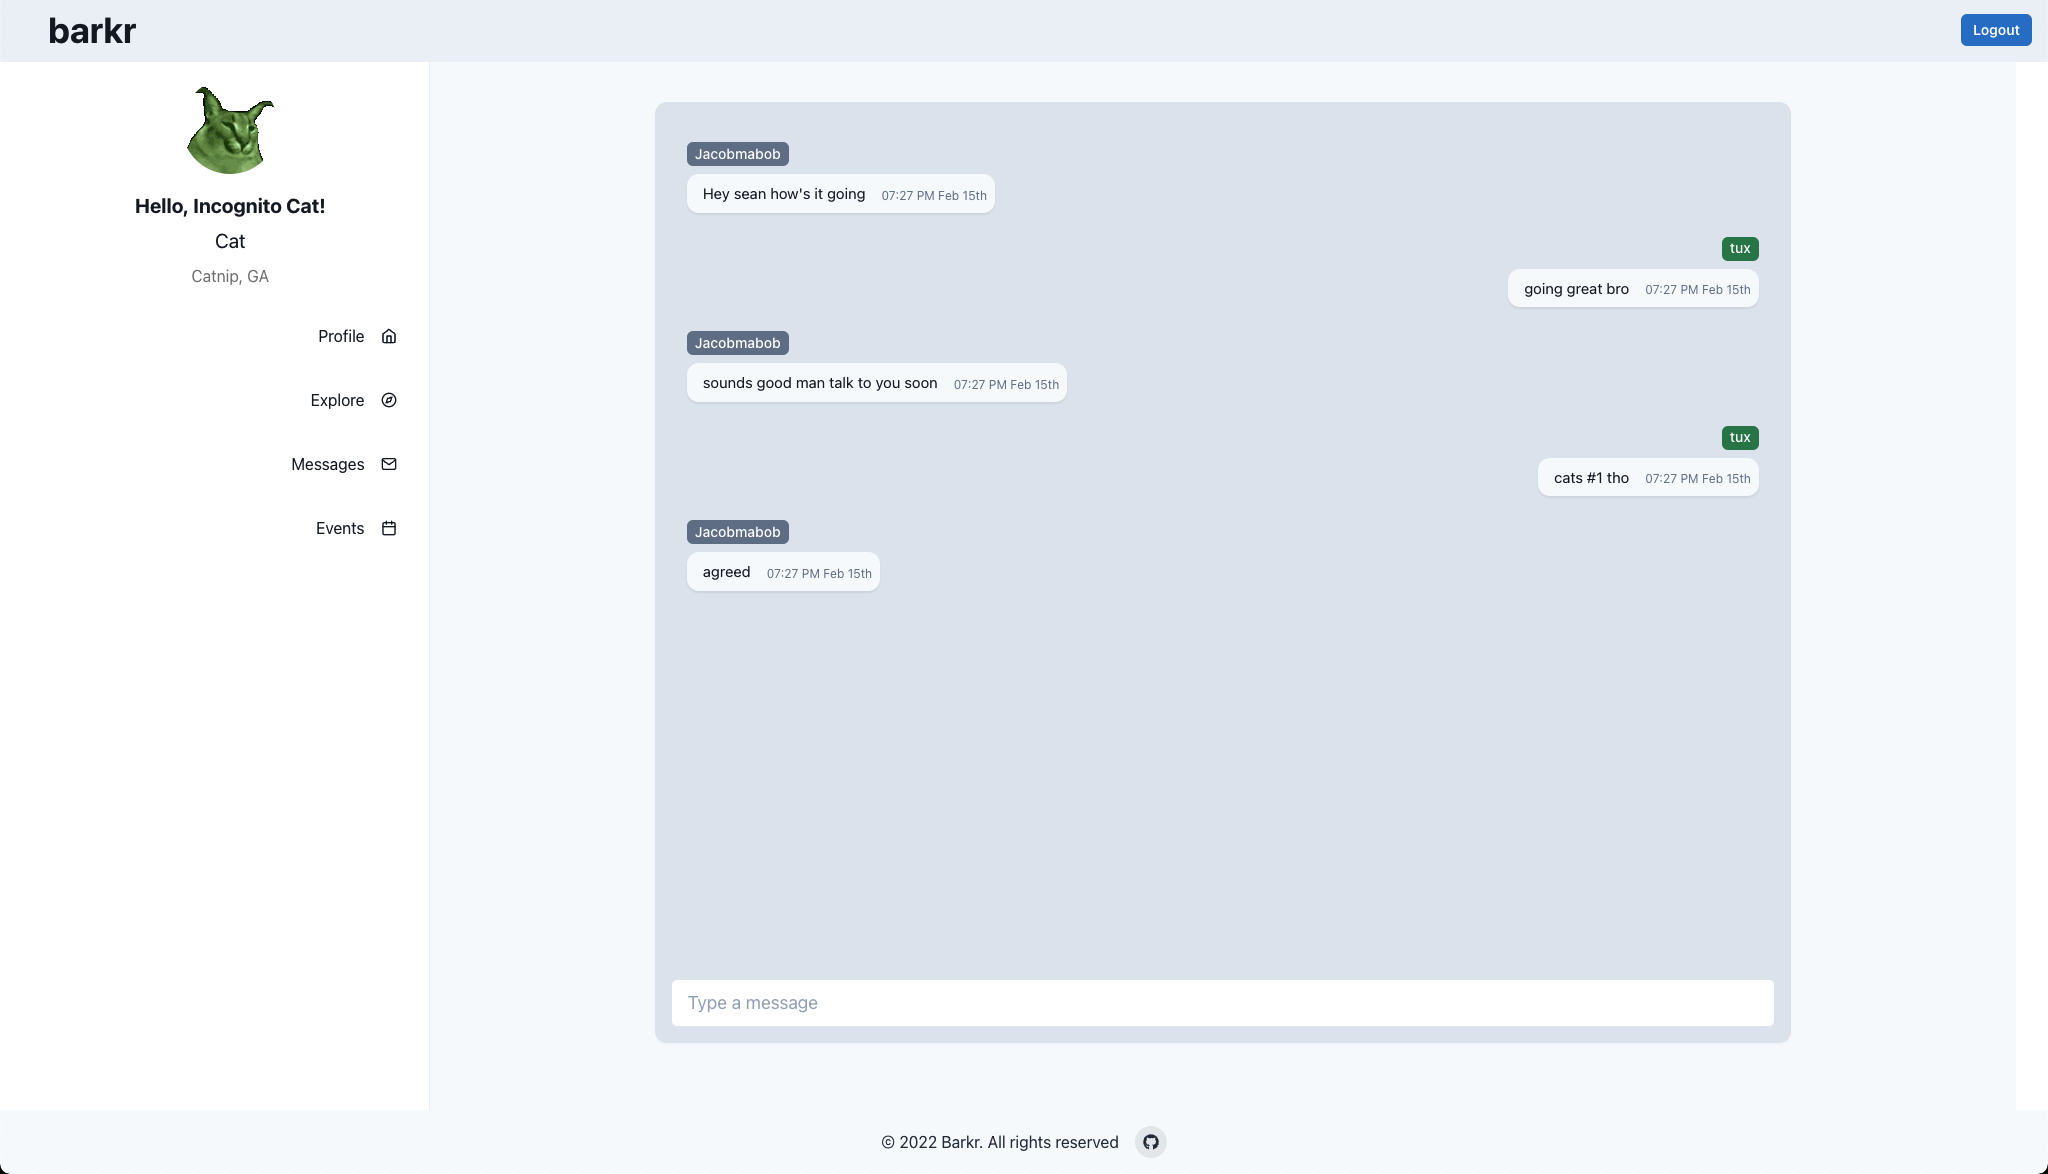 barkr
Logout
Hello, Incognito Cat!
Cat
Catnip, GA
Profile
Explore
Messages
Events
Jacobmabob
Hey sean how's it going 07:27 PM Feb 15th
tux
going great bro 07:27 PM Feb 15th
Jacobmabob
sounds good man talk to you soon 07:27 PM Feb 15th
tux
cats #1 tho 07:27 PM Feb 15th
Jacobmabob
agreed 07:27 PM Feb 15th
Type a message
© 2022 Barkr. All rights reserved